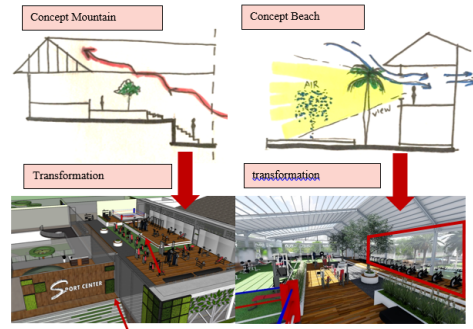 Concept Mountain
Concept Beach
AIR
VIEW
Transformation
transformation
SPORT CENTER